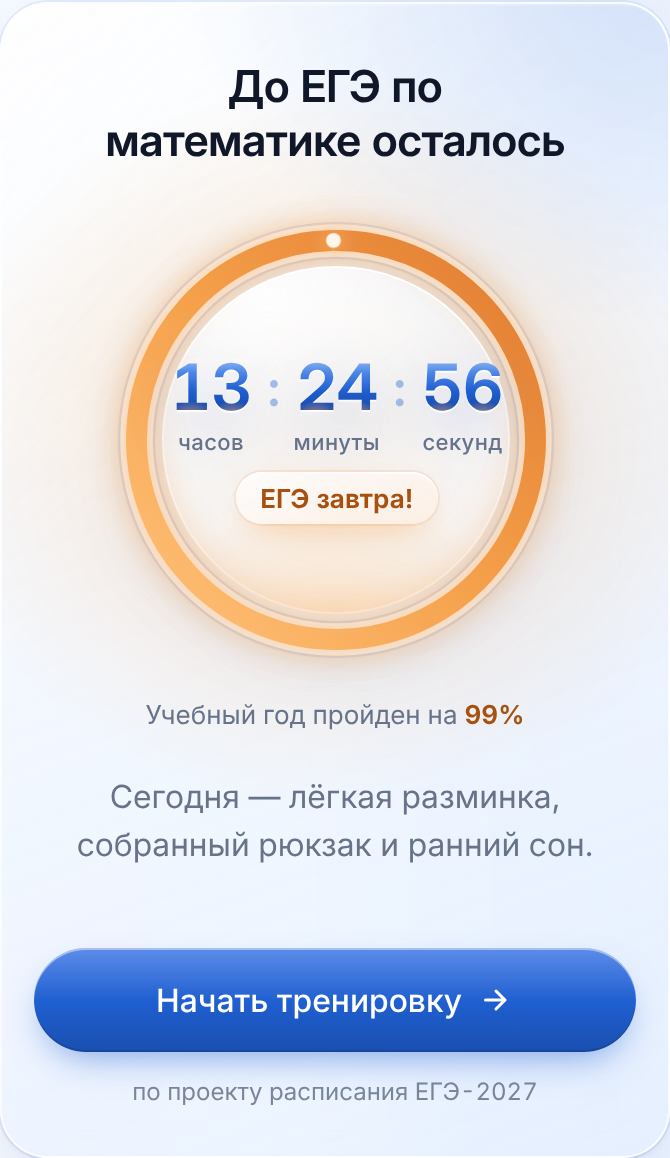 До ЕГЭ по
математике осталось
13 : 24 : 56
часов минуты секунд
ЕГЭ завтра!
Учебный год пройден на 99%
Сегодня — лёгкая разминка,
собранный рюкзак и ранний сон.
Начать тренировку →
по проекту расписания ЕГЭ-2027